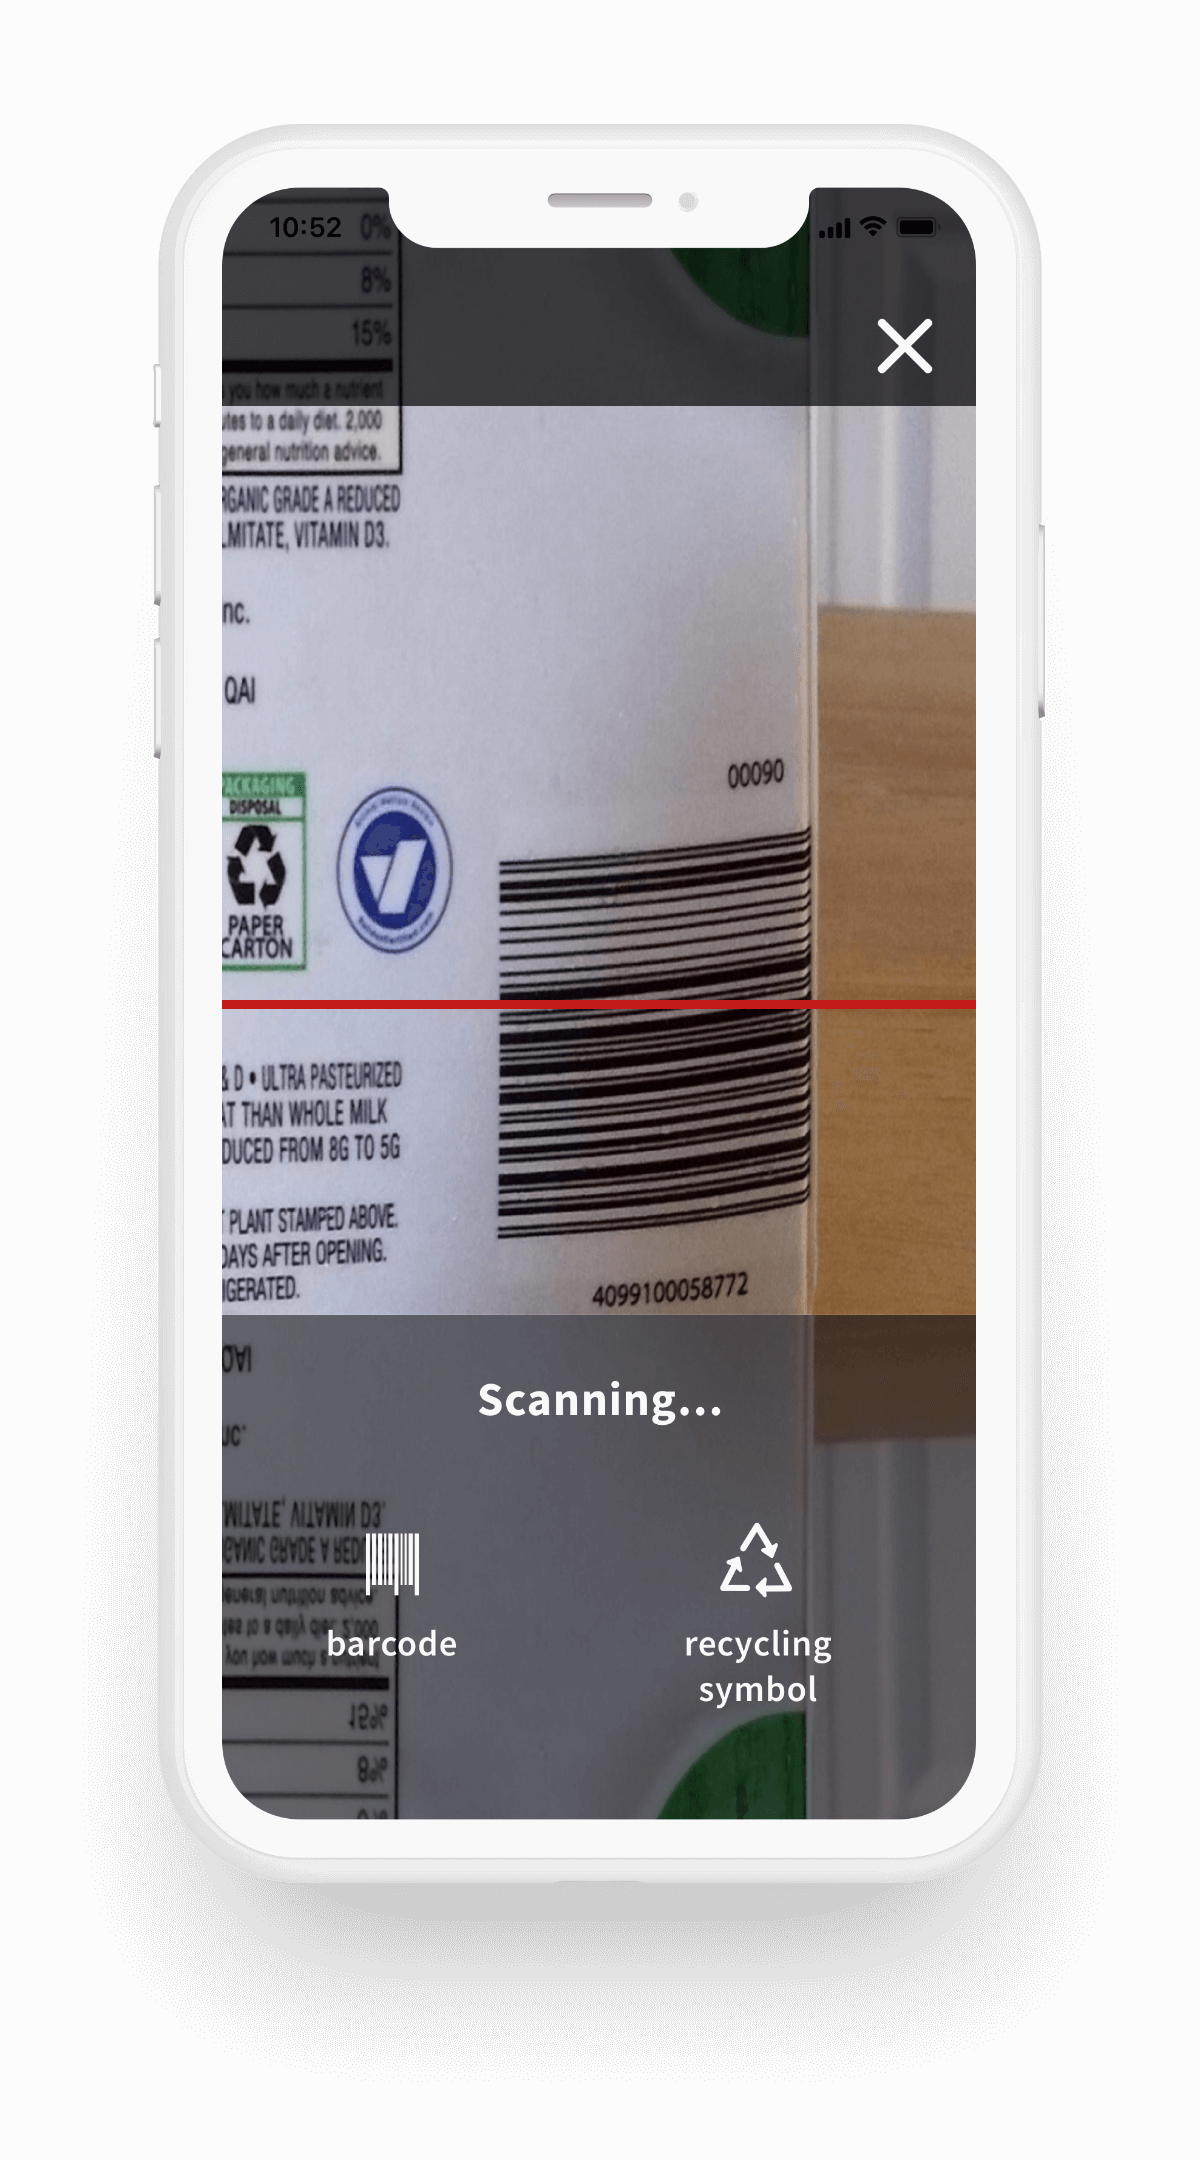 10:52
0%
8%
15%
you how much a nutrient
utes to a daily diet. 2,000
general nutrition advice.
RGANIC GRADE A REDUCED
LMITATE, VITAMIN D3.
nc.
QAI
00090
PACKAGING
DISPOSAL
PAPER
CARTON
& D • ULTRA PASTEURIZED
AT THAN WHOLE MILK
DUCED FROM 8G TO 5G
PLANT STAMPED ABOVE.
DAYS AFTER OPENING.
IGERATED.
4099100058772
Scanning...
barcode
recycling
symbol